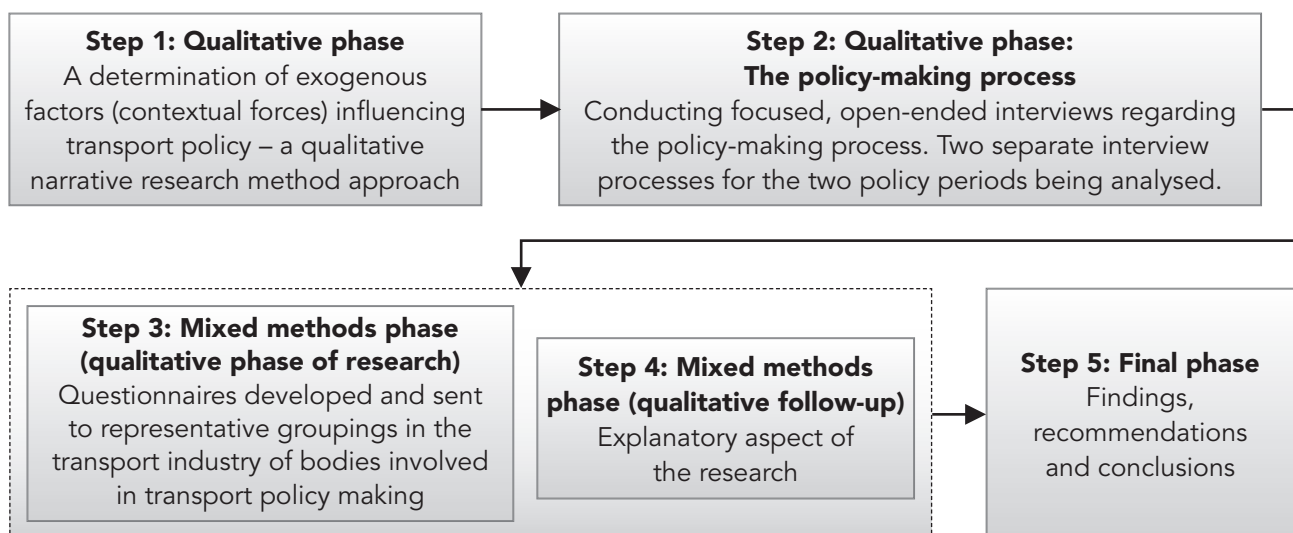 Step 1: Qualitative phase
A determination of exogenous
factors (contextual forces) influencing
transport policy – a qualitative
narrative research method approach
Step 2: Qualitative phase:
The policy-making process
Conducting focused, open-ended interviews regarding
the policy-making process. Two separate interview
processes for the two policy periods being analysed.
Step 3: Mixed methods phase
(qualitative phase of research)
Questionnaires developed and sent
to representative groupings in the
transport industry of bodies involved
in transport policy making
Step 4: Mixed methods
phase (qualitative follow-up)
Explanatory aspect of
the research
Step 5: Final phase
Findings,
recommendations
and conclusions